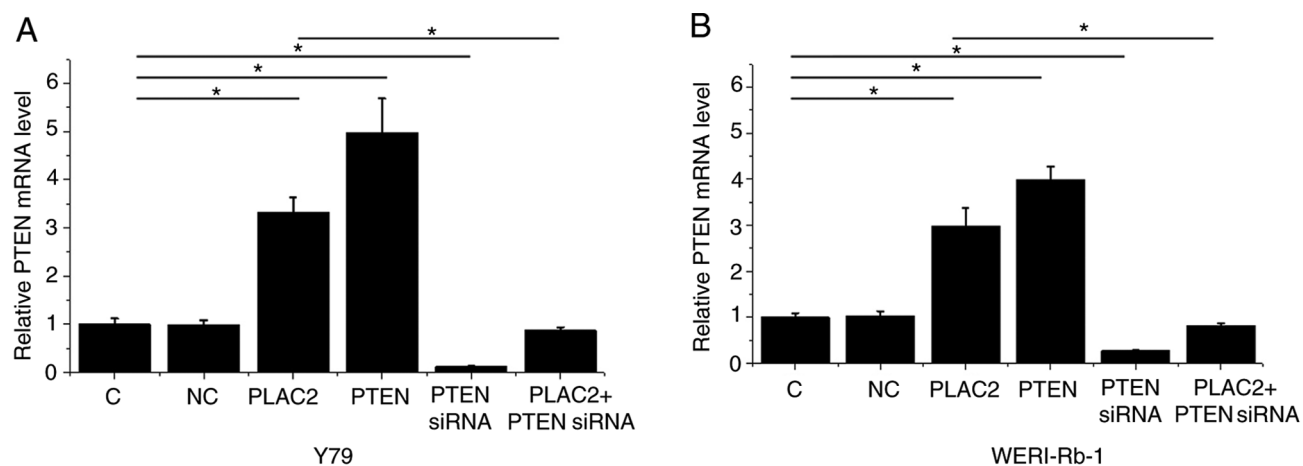 A
*
*
*
*
Relative PTEN mRNA level
6
5
4
3
2
1
0
C NC PLAC2 PTEN PTEN siRNA PLAC2+ PTEN siRNA
Y79
B
*
*
*
*
Relative PTEN mRNA level
6
5
4
3
2
1
0
C NC PLAC2 PTEN PTEN siRNA PLAC2+ PTEN siRNA
WERI-Rb-1